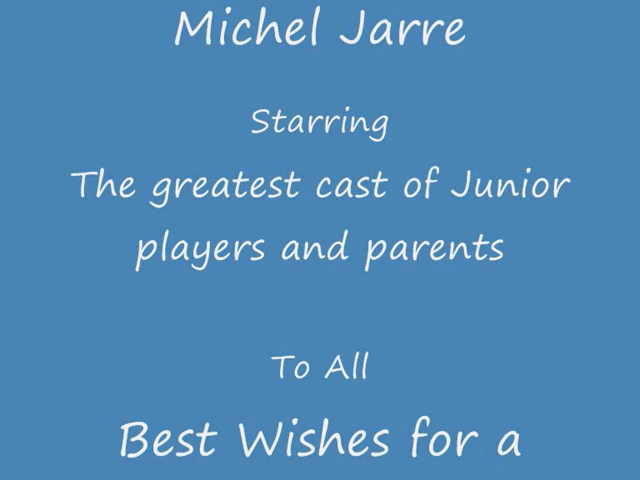 Michel Jarre
Starring
The greatest cast of Junior
players and parents
To All
Best Wishes for a